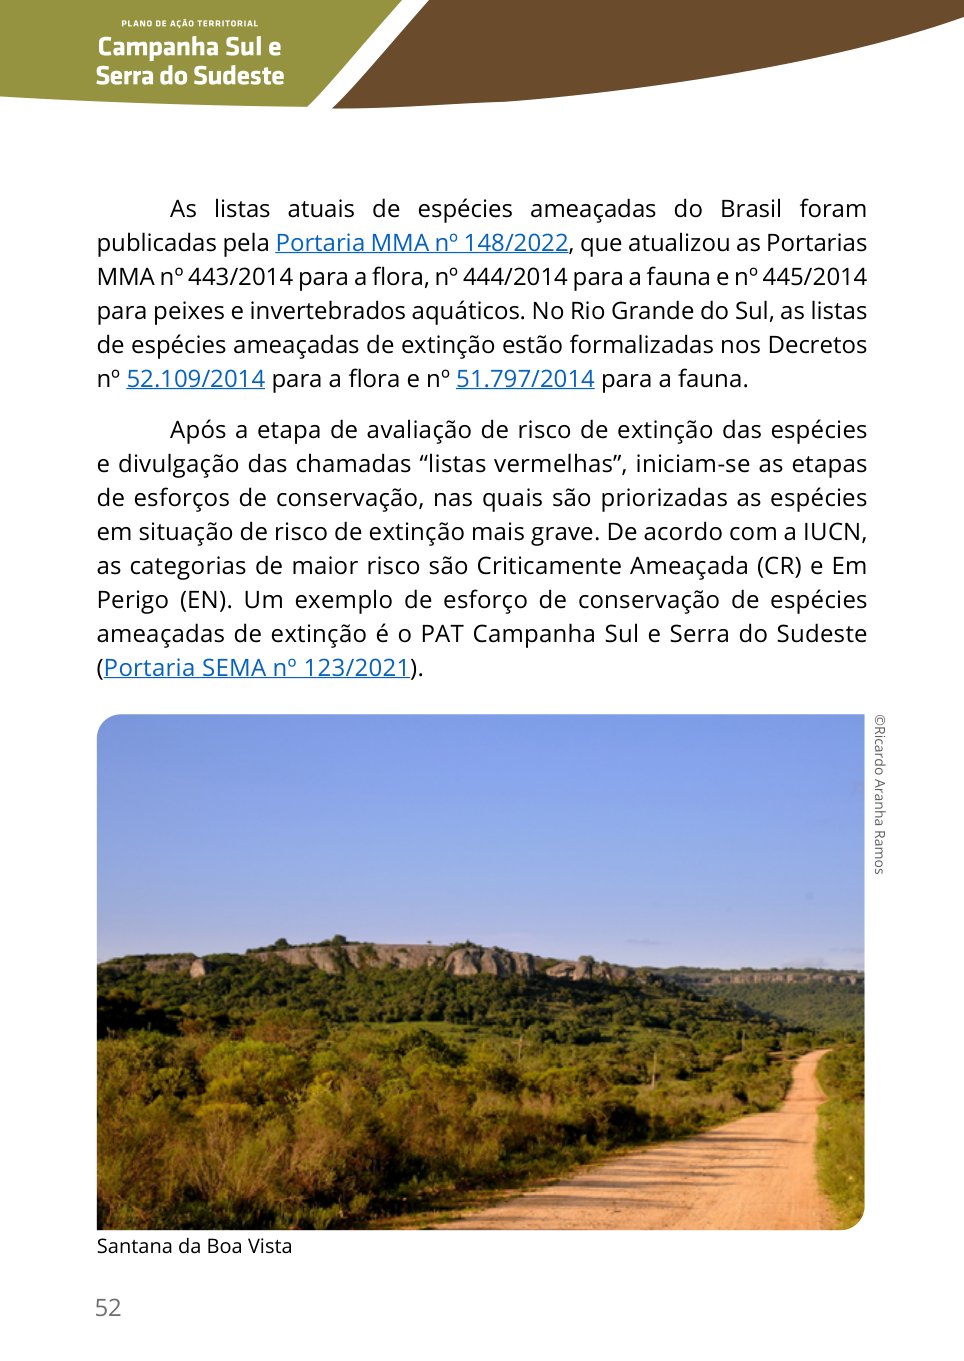 PLANO DE AÇÃO TERRITORIAL
Campanha Sul e
Serra do Sudeste
As listas atuais de espécies ameaçadas do Brasil foram
publicadas pela Portaria MMA nº 148/2022, que atualizou as Portarias
MMA nº 443/2014 para a flora, nº 444/2014 para a fauna e nº 445/2014
para peixes e invertebrados aquáticos. No Rio Grande do Sul, as listas
de espécies ameaçadas de extinção estão formalizadas nos Decretos
nº 52.109/2014 para a flora e nº 51.797/2014 para a fauna.
Após a etapa de avaliação de risco de extinção das espécies
e divulgação das chamadas “listas vermelhas”, iniciam-se as etapas
de esforços de conservação, nas quais são priorizadas as espécies
em situação de risco de extinção mais grave. De acordo com a IUCN,
as categorias de maior risco são Criticamente Ameaçada (CR) e Em
Perigo (EN). Um exemplo de esforço de conservação de espécies
ameaçadas de extinção é o PAT Campanha Sul e Serra do Sudeste
(Portaria SEMA nº 123/2021).
©Ricardo Aranha Ramos
Santana da Boa Vista
52